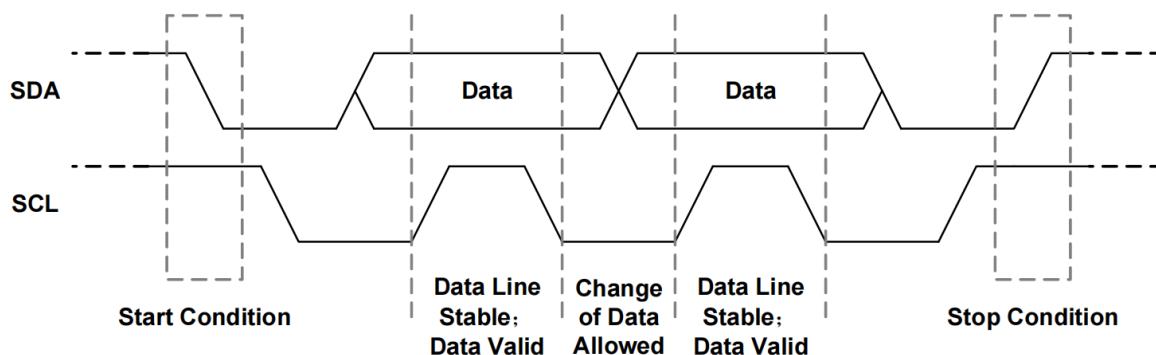 SDA
Data
Data
SCL
Start Condition
Data Line
Stable；
Data Valid
Change
of Data
Allowed
Data Line
Stable；
Data Valid
Stop Condition